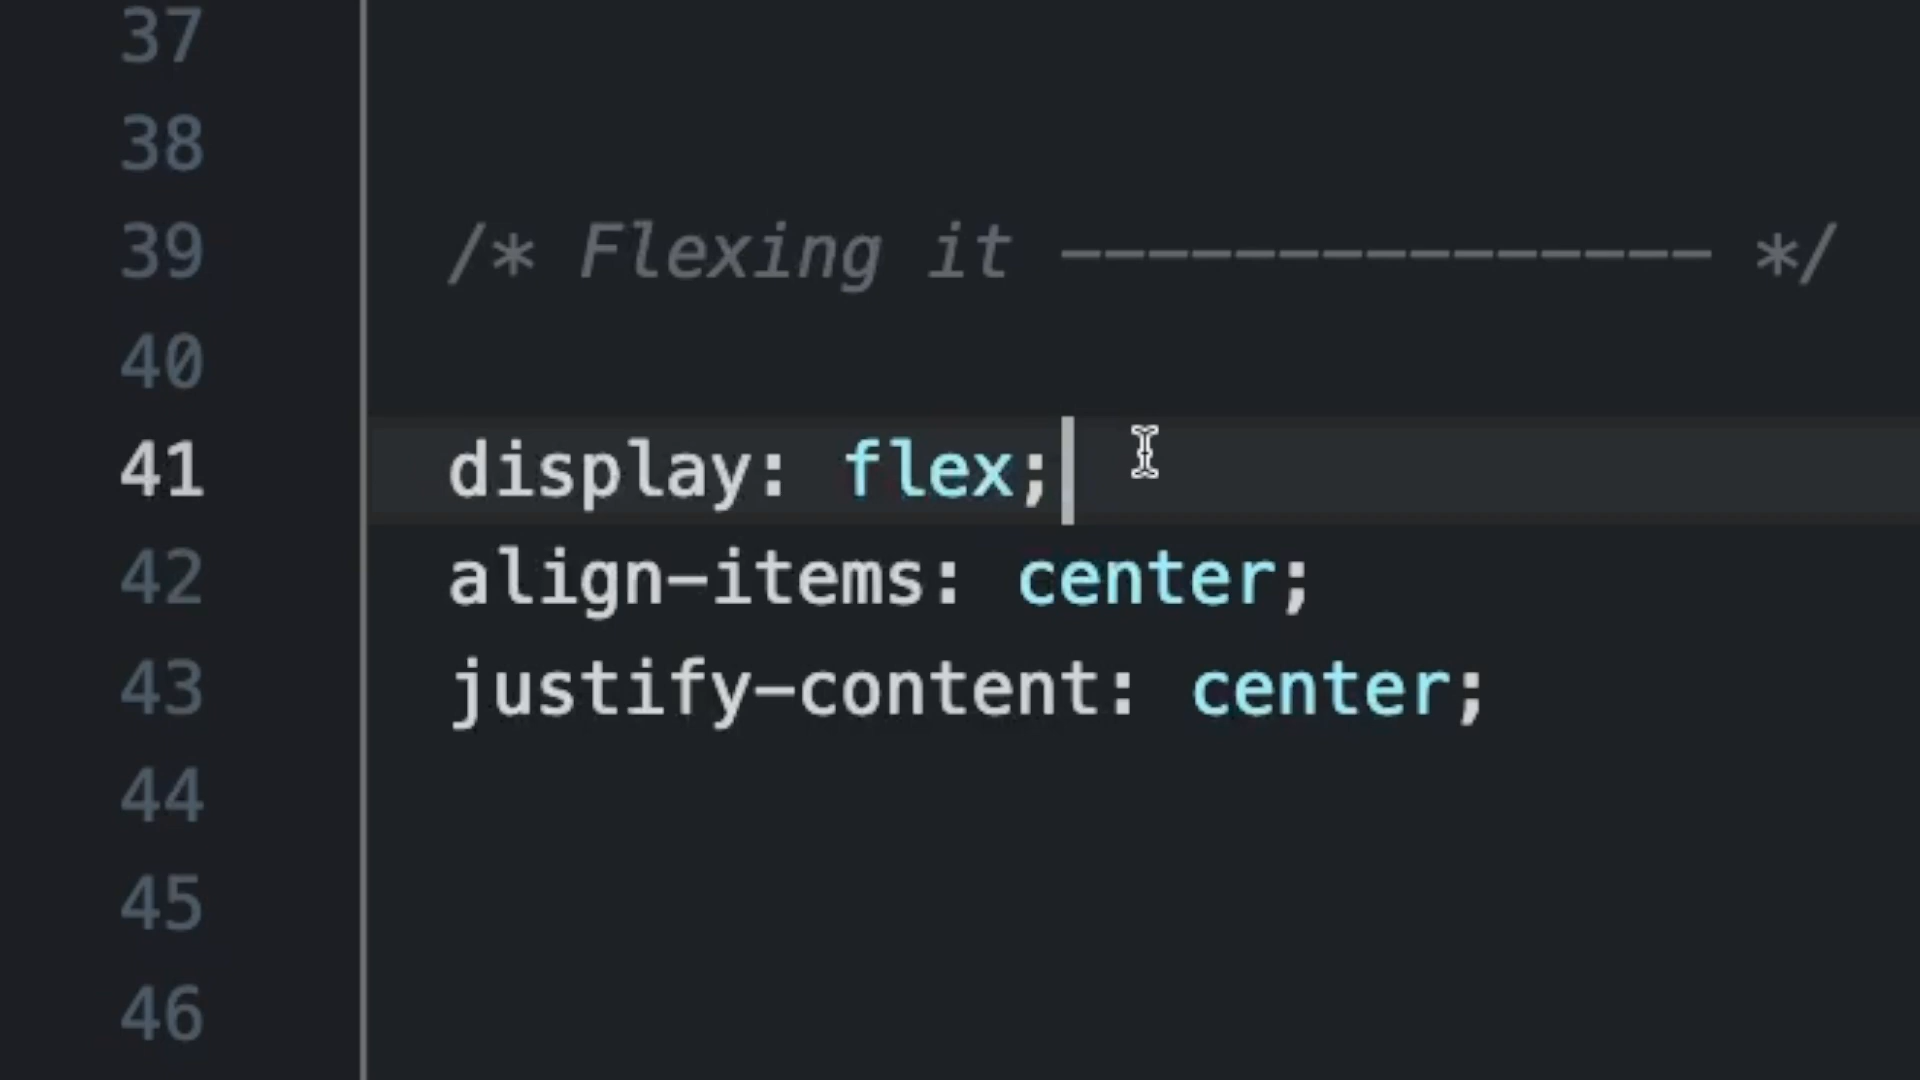 37
38
39 /* Flexing it --------------- */
40
41 display: flex;
42 align-items: center;
43 justify-content: center;
44
45
46